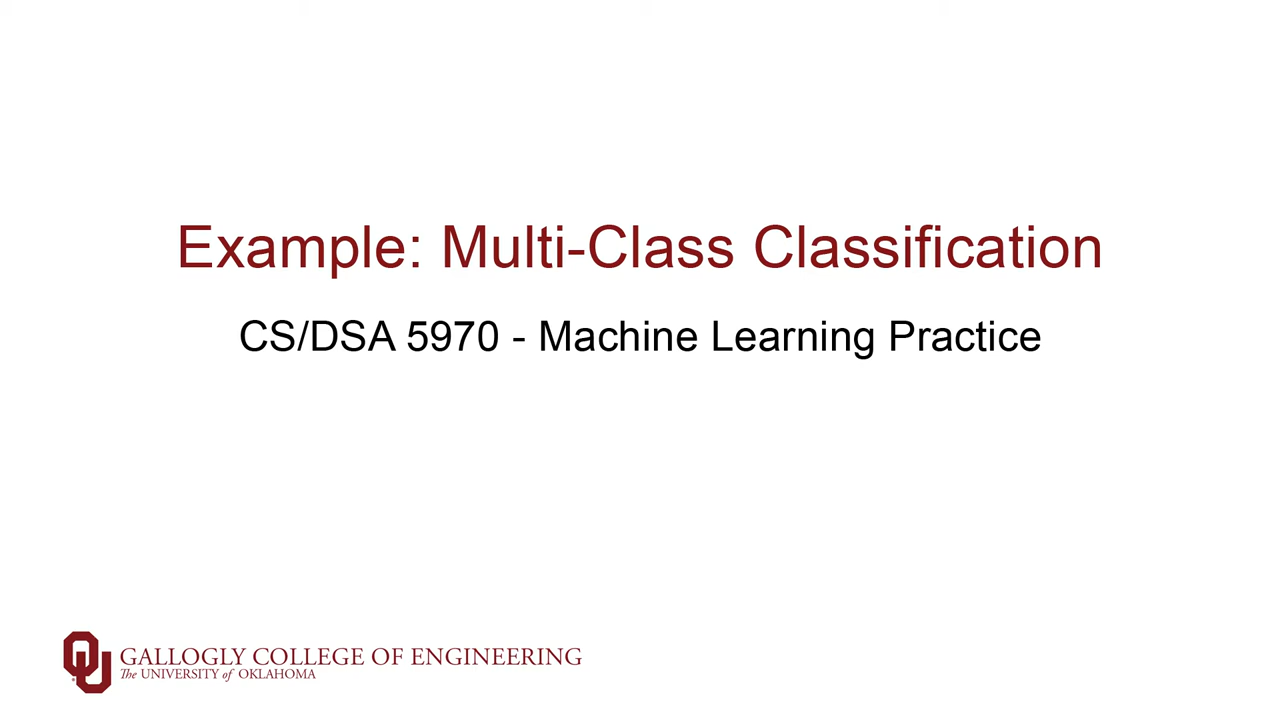 Example: Multi-Class Classification
CS/DSA 5970 - Machine Learning Practice
GALLOGLY COLLEGE OF ENGINEERING
The UNIVERSITY of OKLAHOMA